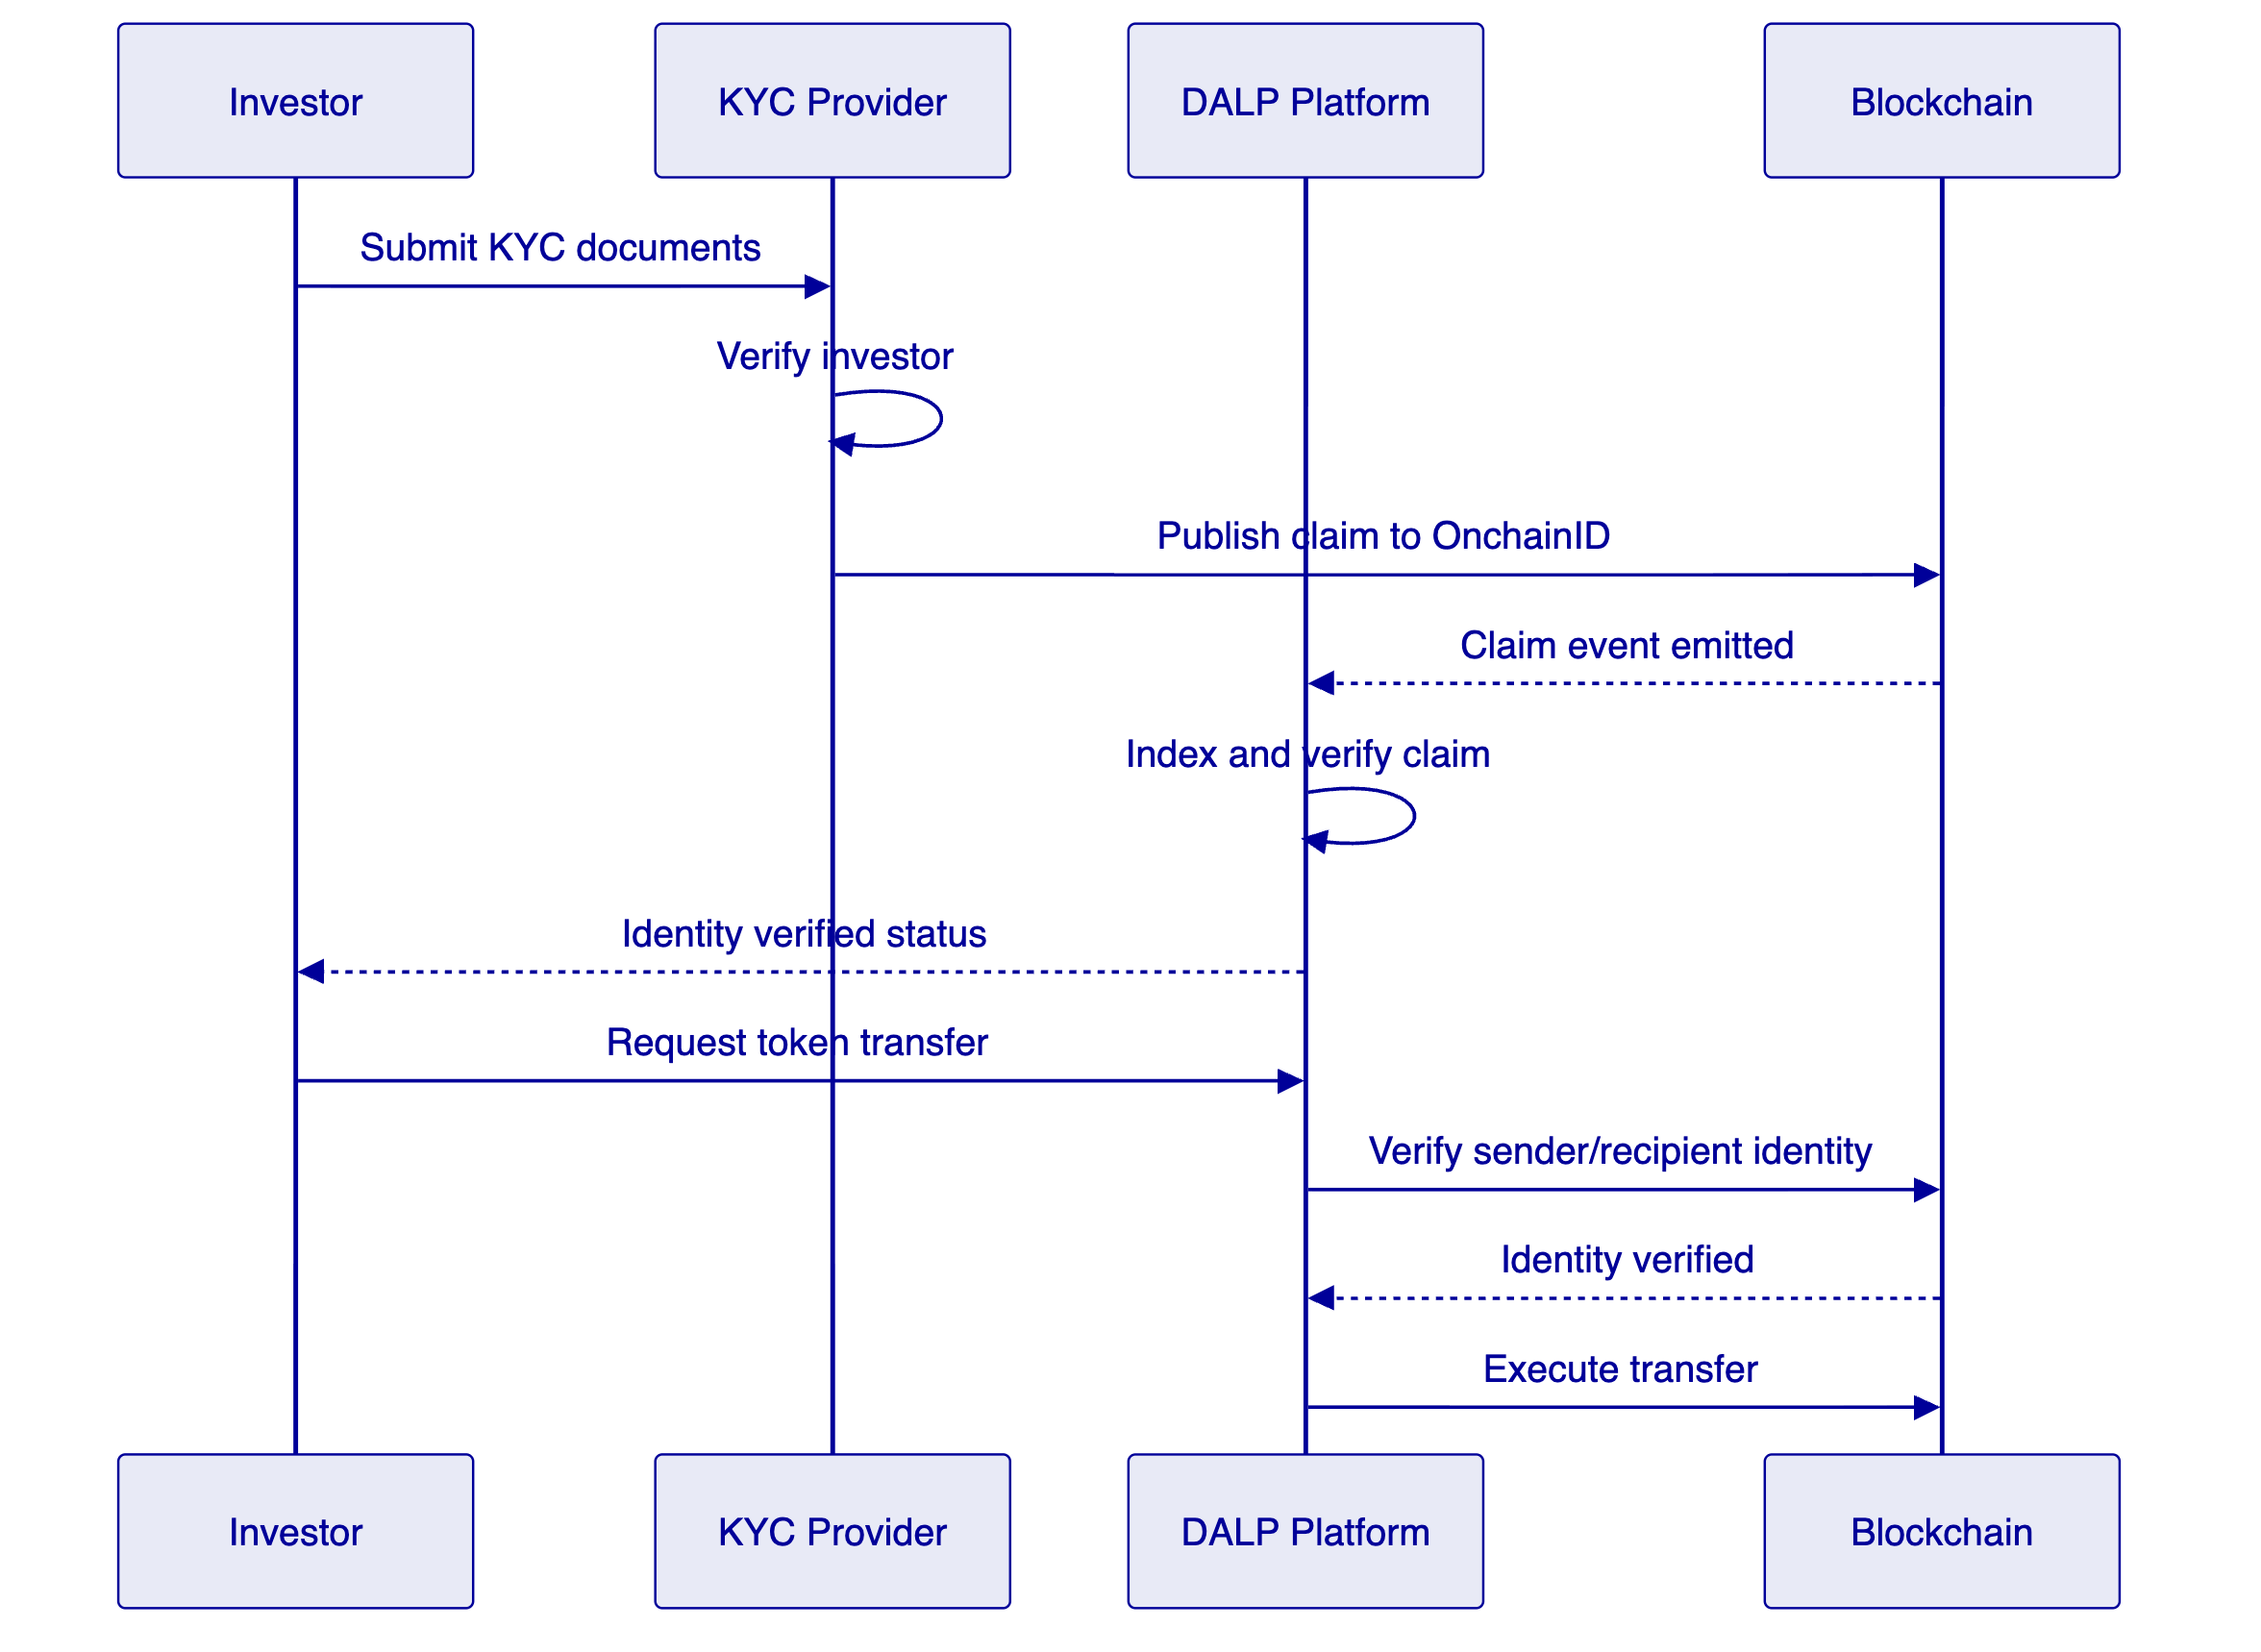 Investor
KYC Provider
DALP Platform
Blockchain
Submit KYC documents
Verify investor
Publish claim to OnchainID
Claim event emitted
Index and verify claim
Identity verified status
Request token transfer
Verify sender/recipient identity
Identity verified
Execute transfer
Investor
KYC Provider
DALP Platform
Blockchain